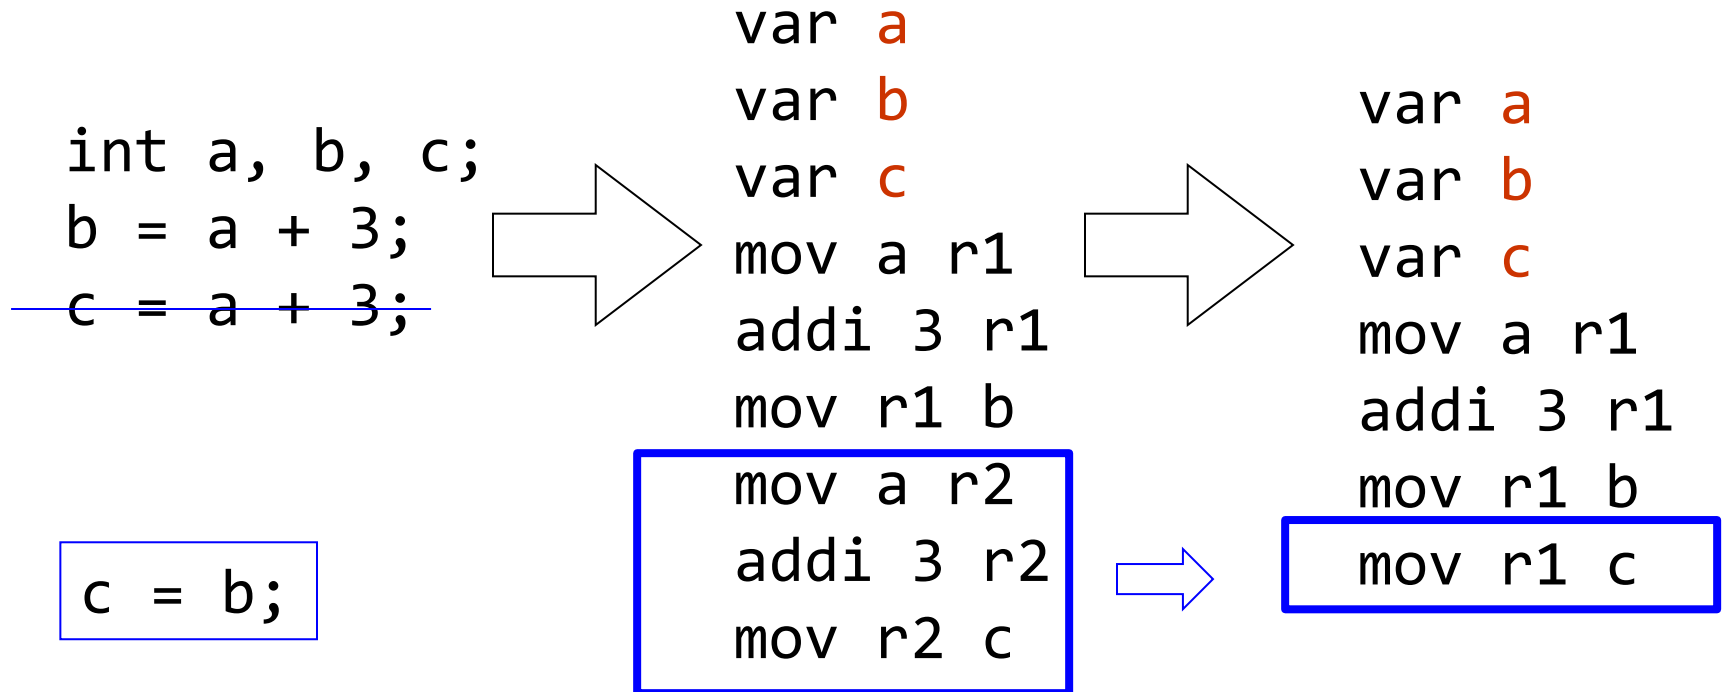 int a, b, c;
b = a + 3;
c = a + 3;
c = b;
var a
var b
var c
mov a r1
addi 3 r1
mov r1 b
mov a r2
addi 3 r2
mov r2 c
var a
var b
var c
mov a r1
addi 3 r1
mov r1 b
mov r1 c